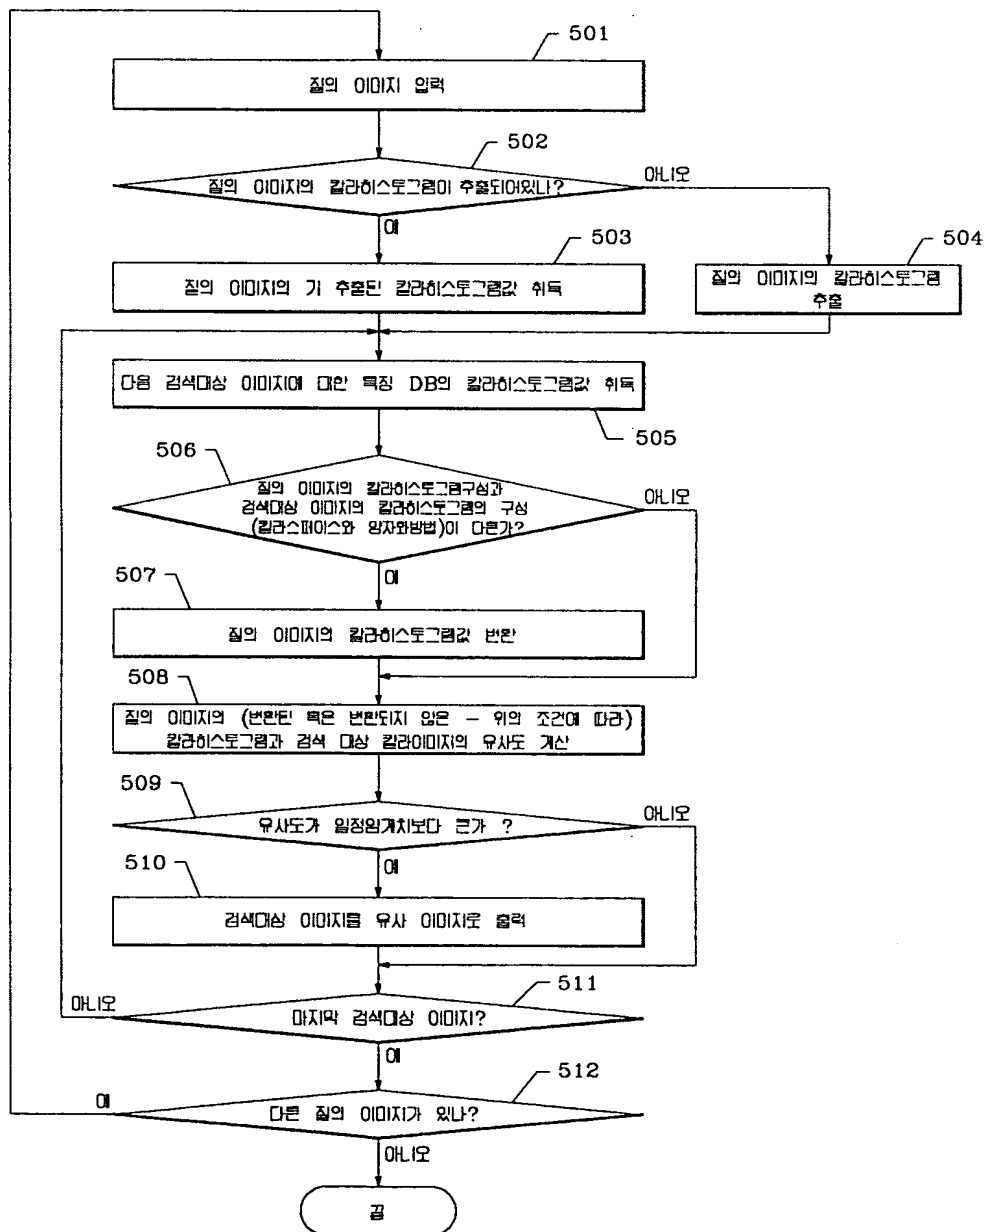 501
질의 이미지 입력
502
질의 이미지의 칼라히스토그램이 추출되어있나?
아니오
예
503
질의 이미지의 기 추출된 칼라히스토그램값 취득
504
질의 이미지의 칼라히스토그램
추출
다음 검색대상 이미지에 대한 특징 DB의 칼라히스토그램값 취득
505
506
질의 이미지의 칼라히스토그램구성과
검색대상 이미지의 칼라히스토그램의 구성
(칼라스페이스와 양자화방법)이 다른가?
아니오
예
507
질의 이미지의 칼라히스토그램값 변환
508
질의 이미지의 (변환된 혹은 변환되지 않은 - 위의 조건에 따라)
칼라히스토그램과 검색 대상 칼라이미지의 유사도 계산
509
유사도가 일정임계치보다 큰가 ?
아니오
예
510
검색대상 이미지를 유사 이미지로 출력
511
아니오
마지막 검색대상 이미지?
예
512
예
다른 질의 이미지가 있나?
아니오
끝